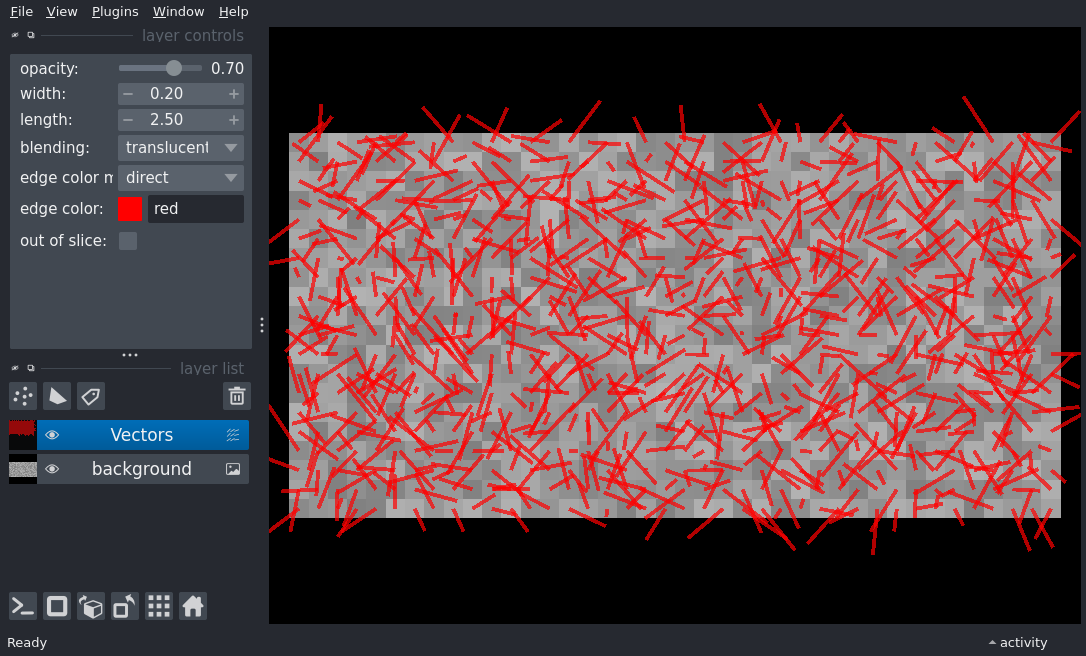 File View Plugins Window Help
layer controls
opacity: 0.70
width: 0.20
length: 2.50
blending: translucent
edge color m direct
edge color: red
out of slice:
layer list
Vectors
background
Ready
activity